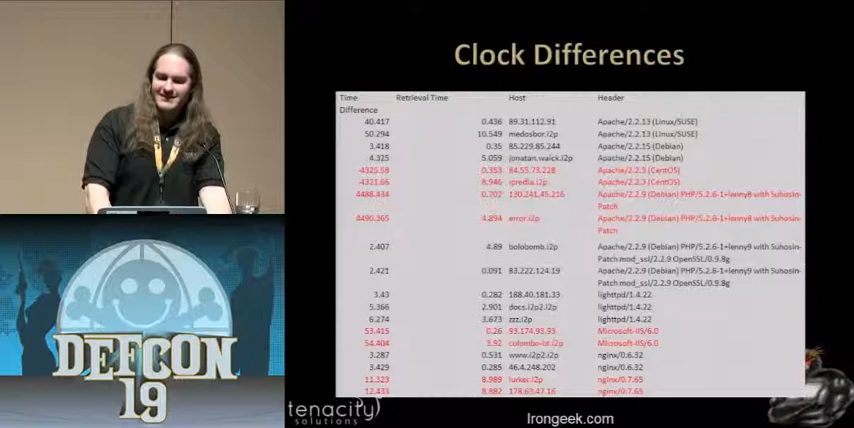 Clock Differences
Time Retrieval Time Host Header
Difference
40.417 0.436 89.31.112.91 Apache/2.2.13 (Linux/SUSE)
50.294 10.549 medosbor.i2p Apache/2.2.13 (Linux/SUSE)
3.418 0.35 85.229.85.244 Apache/2.2.15 (Debian)
4.325 5.059 jonatan.walck.i2p Apache/2.2.15 (Debian)
-4325.58 0.353 84.55.73.228 Apache/2.2.3 (CentOS)
-4321.66 8.946 ipredia.i2p Apache/2.2.3 (CentOS)
4488.434 0.702 130.241.45.216 Apache/2.2.9 (Debian) PHP/5.2.6-1+lenny8 with Suhosin-
Patch
4490.365 4.894 error.i2p Apache/2.2.9 (Debian) PHP/5.2.6-1+lenny8 with Suhosin-
Patch
2.407 4.89 bolobomb.i2p Apache/2.2.9 (Debian) PHP/5.2.6-1+lenny9 with Suhosin-
Patch mod_ssl/2.2.9 OpenSSL/0.9.8g
2.421 0.091 83.222.124.19 Apache/2.2.9 (Debian) PHP/5.2.6-1+lenny9 with Suhosin-
Patch mod_ssl/2.2.9 OpenSSL/0.9.8g
3.43 0.282 188.40.181.33 lighttpd/1.4.22
5.366 2.901 docs.i2p2.i2p lighttpd/1.4.22
6.274 3.673 zzz.i2p lighttpd/1.4.22
53.415 0.26 93.174.93.93 Microsoft-IIS/6.0
54.404 3.92 colombo-bt.i2p Microsoft-IIS/6.0
3.287 0.531 www.i2p2.i2p nginx/0.6.32
3.429 0.285 46.4.248.202 nginx/0.6.32
11.323 8.989 lurker.i2p nginx/0.7.65
12.433 8.882 178.63.47.16 nginx/0.7.65
DEFCON
19
tenacity
solutions
Irongeek.com